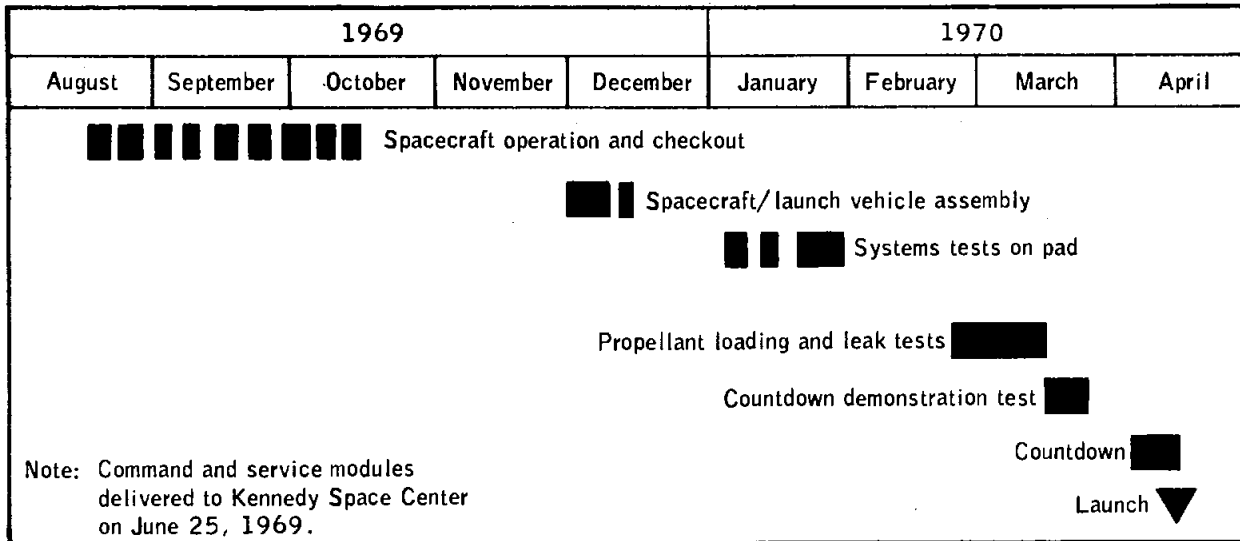 1969 1970
August September October November December January February March April
Spacecraft operation and checkout
Spacecraft/launch vehicle assembly
Systems tests on pad
Propellant loading and leak tests
Countdown demonstration test
Countdown
Note: Command and service modules
delivered to Kennedy Space Center
on June 25, 1969.
Launch